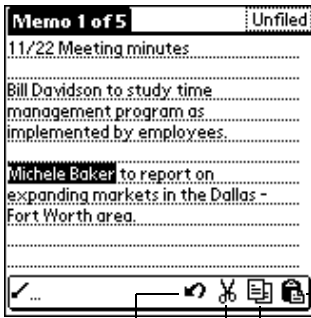 Memo 1 of 5
Unfiled
11/22 Meeting minutes
Bill Davidson to study time
management program as
implemented by employees.
Michele Baker to report on
expanding markets in the Dallas -
Fort Worth area.
...